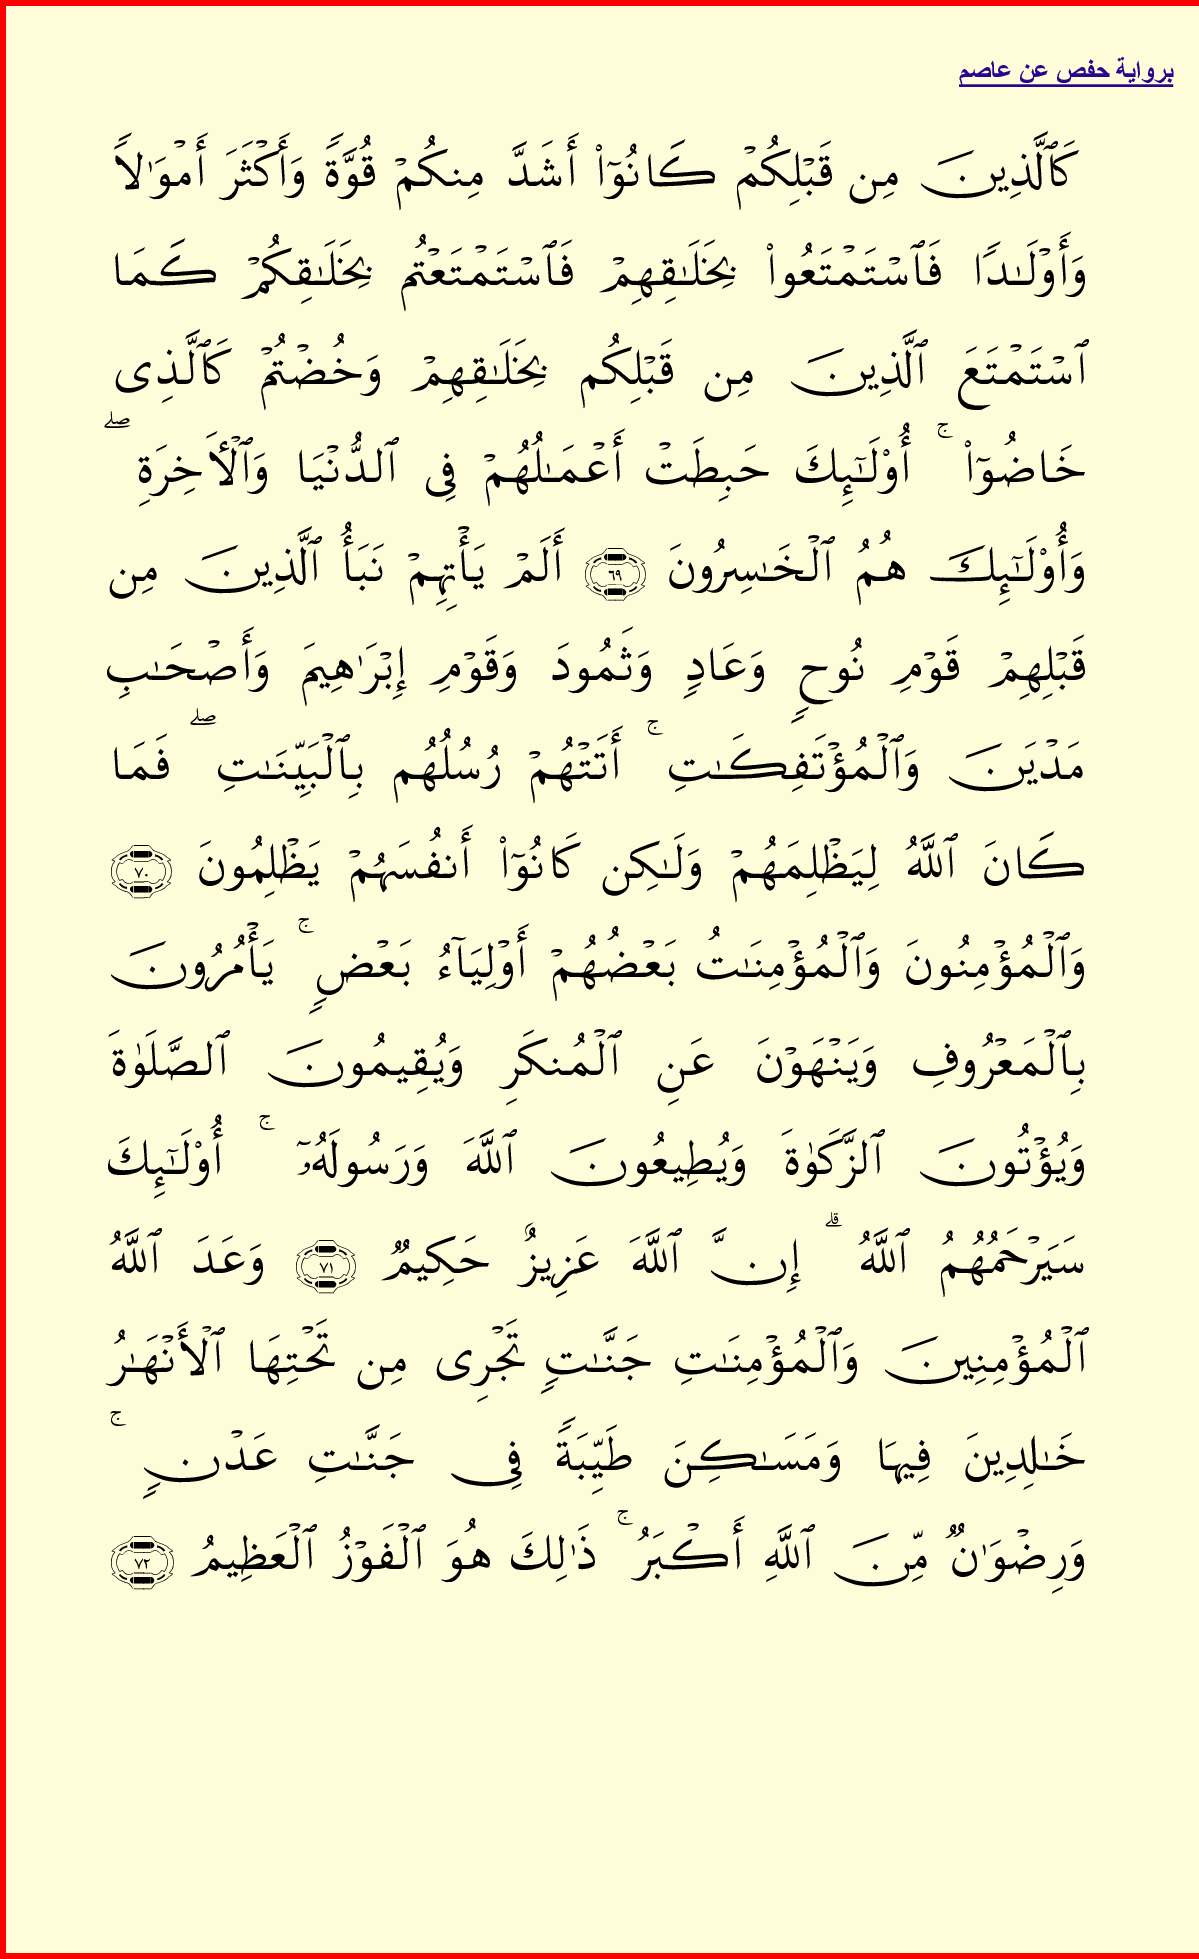 برواية حفص عن عاصم
كَٱلَّذِينَ مِن قَبْلِكُمْ كَانُوٓا۟ أَشَدَّ مِنكُمْ قُوَّةً وَأَكْثَرَ أَمْوَٰلًا
وَأَوْلَـٰدًا فَٱسْتَمْتَعُوا۟ بِخَلَـٰقِهِمْ فَٱسْتَمْتَعْتُم بِخَلَـٰقِكُمْ كَمَا
ٱسْتَمْتَعَ ٱلَّذِينَ مِن قَبْلِكُم بِخَلَـٰقِهِمْ وَخُضْتُمْ كَٱلَّذِى
خَاضُوٓا۟ ۚ أُو۟لَـٰٓئِكَ حَبِطَتْ أَعْمَـٰلُهُمْ فِى ٱلدُّنْيَا وَٱلْـَٔاخِرَةِ ۖ
وَأُو۟لَـٰٓئِكَ هُمُ ٱلْخَـٰسِرُونَ ٦٩ أَلَمْ يَأْتِهِمْ نَبَأُ ٱلَّذِينَ مِن
قَبْلِهِمْ قَوْمِ نُوحٍ وَعَادٍ وَثَمُودَ وَقَوْمِ إِبْرَٰهِيمَ وَأَصْحَـٰبِ
مَدْيَنَ وَٱلْمُؤْتَفِكَـٰتِ ۚ أَتَتْهُمْ رُسُلُهُم بِٱلْبَيِّنَـٰتِ ۖ فَمَا
كَانَ ٱللَّهُ لِيَظْلِمَهُمْ وَلَـٰكِن كَانُوٓا۟ أَنفُسَهُمْ يَظْلِمُونَ ٧٠
وَٱلْمُؤْمِنُونَ وَٱلْمُؤْمِنَـٰتُ بَعْضُهُمْ أَوْلِيَآءُ بَعْضٍ ۚ يَأْمُرُونَ
بِٱلْمَعْرُوفِ وَيَنْهَوْنَ عَنِ ٱلْمُنكَرِ وَيُقِيمُونَ ٱلصَّلَوٰةَ
وَيُؤْتُونَ ٱلزَّكَوٰةَ وَيُطِيعُونَ ٱللَّهَ وَرَسُولَهُۥٓ ۚ أُو۟لَـٰٓئِكَ
سَيَرْحَمُهُمُ ٱللَّهُ ۗ إِنَّ ٱللَّهَ عَزِيزٌ حَكِيمٌ ٧١ وَعَدَ ٱللَّهُ
ٱلْمُؤْمِنِينَ وَٱلْمُؤْمِنَـٰتِ جَنَّـٰتٍ تَجْرِى مِن تَحْتِهَا ٱلْأَنْهَـٰرُ
خَـٰلِدِينَ فِيهَا وَمَسَـٰكِنَ طَيِّبَةً فِى جَنَّـٰتِ عَدْنٍ ۚ
وَرِضْوَٰنٌ مِّنَ ٱللَّهِ أَكْبَرُ ۚ ذَٰلِكَ هُوَ ٱلْفَوْزُ ٱلْعَظِيمُ ٧٢